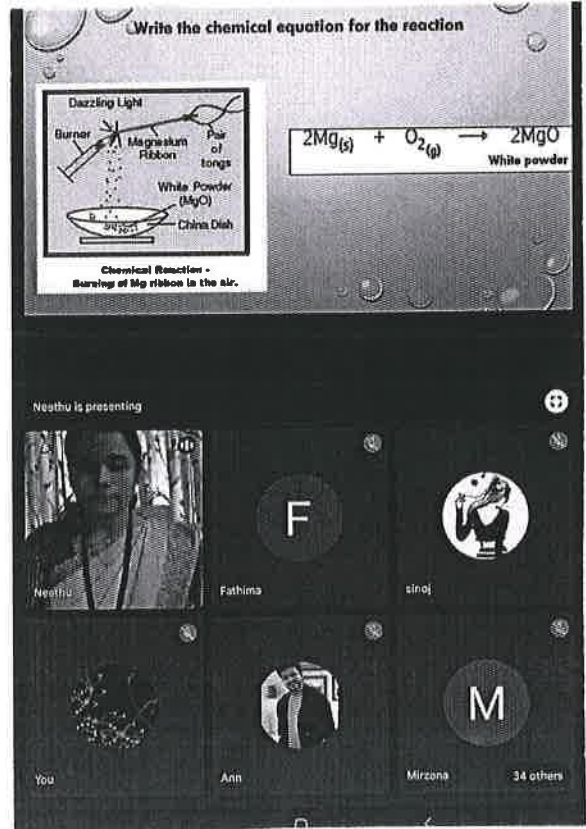 Write the chemical equation for the reaction
Dazzling Light
Burner
Magnesium
Ribbon
Pair
of
tongs
White Powder
(MgO)
China Dish
Chemical Reaction -
Burning of Mg ribbon in the air.
2Mg(s) + O2(g) → 2MgO
White powder
Neethu is presenting
Neethu
F
Fathima
sinoj
You
Ann
M
Mirzana
34 others